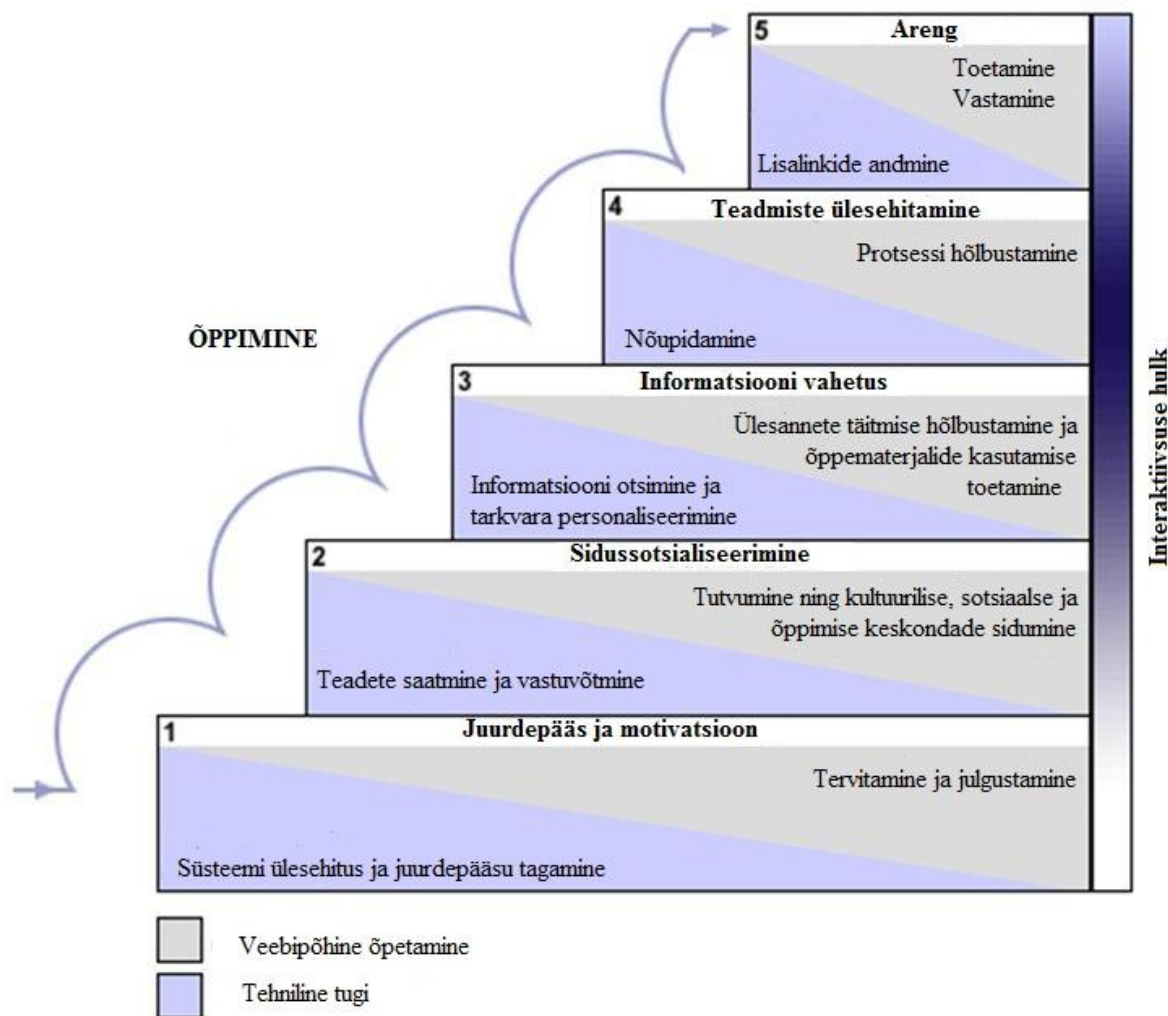 5
Areng
Toetamine
Vastamine
Lisalinkide andmine
4
Teadmiste ülesehitamine
Protsessi hõlbustamine
Nõupidamine
ÕPPIMINE
3
Informatsiooni vahetus
Ülesannete täitmise hõlbustamine ja
õppematerjalide kasutamise
toetamine
Informatsiooni otsimine ja
tarkvara personaliseerimine
2
Sidussotsialiseerimine
Tutvumine ning kultuurilise, sotsiaalse ja
õppimise keskondade sidumine
Teadete saatmine ja vastuvõtmine
1
Juurdepääs ja motivatsioon
Tervitamine ja julgustamine
Süsteemi ülesehitus ja juurdepääsu tagamine
Interaktiivsuse hulk
Veebipõhine õpetamine
Tehniline tugi